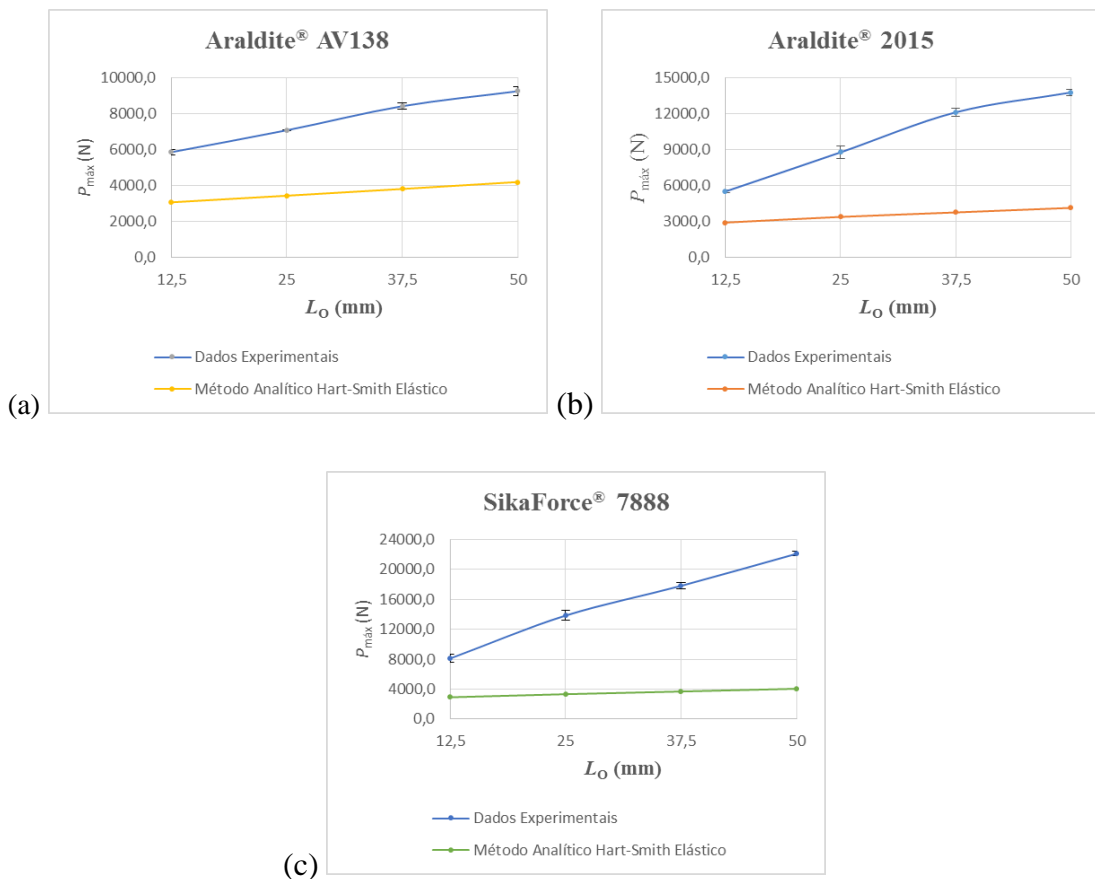 Araldite® AV138
10000,0
8000,0
6000,0
4000,0
2000,0
0,0
Pmáx (N)
12,5 25 37,5 50
LO (mm)
Dados Experimentais
Método Analítico Hart-Smith Elástico
(a)
Araldite® 2015
15000,0
12000,0
9000,0
6000,0
3000,0
0,0
Pmáx (N)
12,5 25 37,5 50
LO (mm)
Dados Experimentais
Método Analítico Hart-Smith Elástico
(b)
SikaForce® 7888
24000,0
20000,0
16000,0
12000,0
8000,0
4000,0
0,0
Pmáx (N)
12,5 25 37,5 50
LO (mm)
Dados Experimentais
Método Analítico Hart-Smith Elástico
(c)